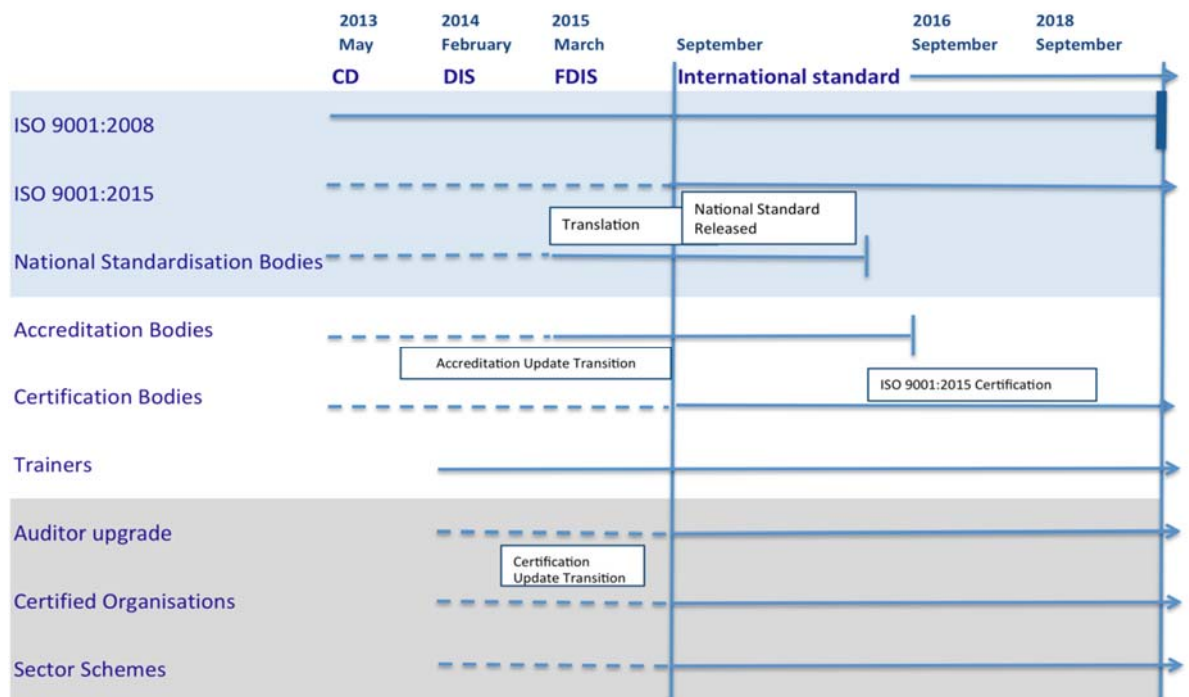 2013 2014 2015 2016 2018
May February March September September September
CD DIS FDIS International standard
ISO 9001:2008
ISO 9001:2015
Translation
National Standard
Released
National Standardisation Bodies
Accreditation Bodies
Accreditation Update Transition
ISO 9001:2015 Certification
Certification Bodies
Trainers
Auditor upgrade
Certification
Update Transition
Certified Organisations
Sector Schemes